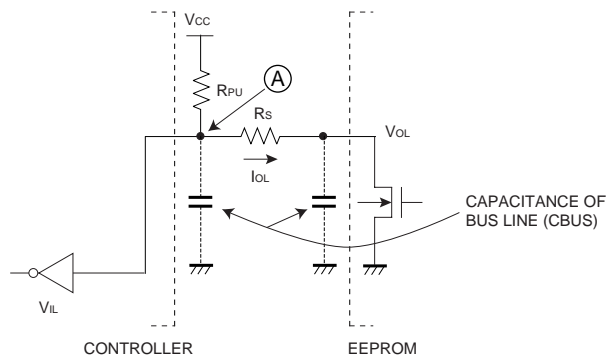 VCC
A
RPU
RS
VOL
IOL
CAPACITANCE OF
BUS LINE (CBUS)
VIL
CONTROLLER
EEPROM